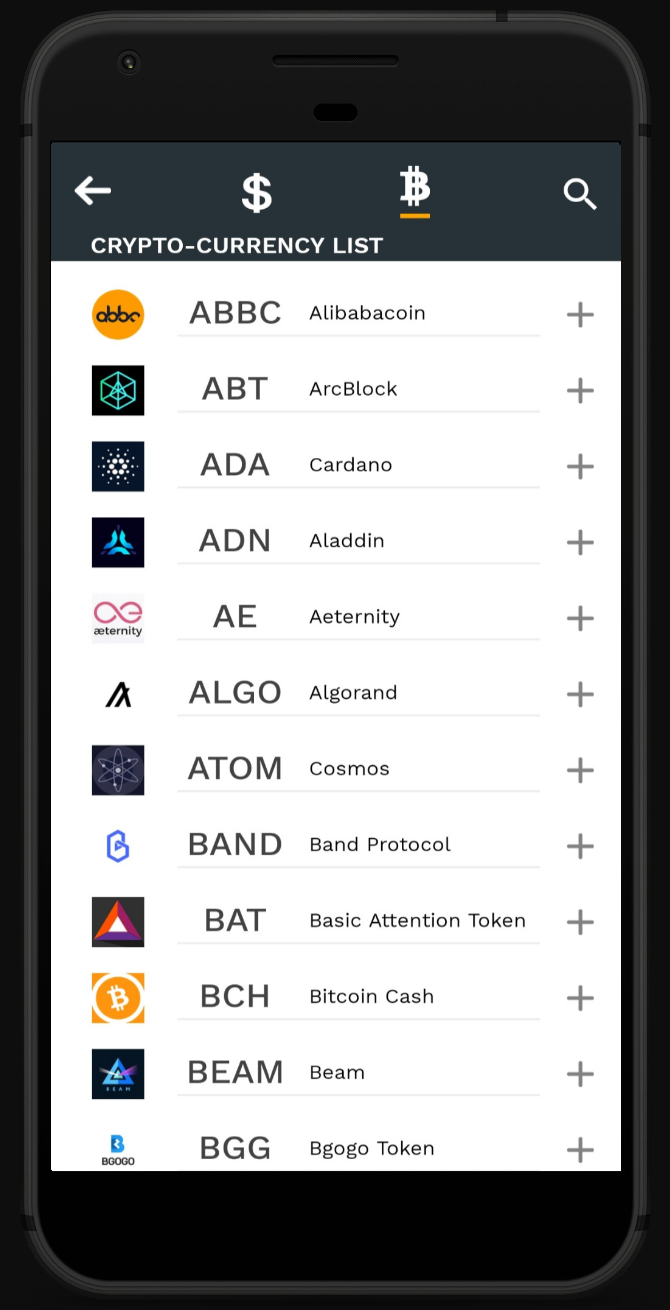 $
CRYPTO-CURRENCY LIST
abbc ABBC Alibabacoin
ABT ArcBlock
ADA Cardano
ADN Aladdin
æternity AE Aeternity
ALGO Algorand
ATOM Cosmos
BAND Band Protocol
BAT Basic Attention Token
BCH Bitcoin Cash
BEAM BEAM Beam
BGOGO BGG Bgogo Token